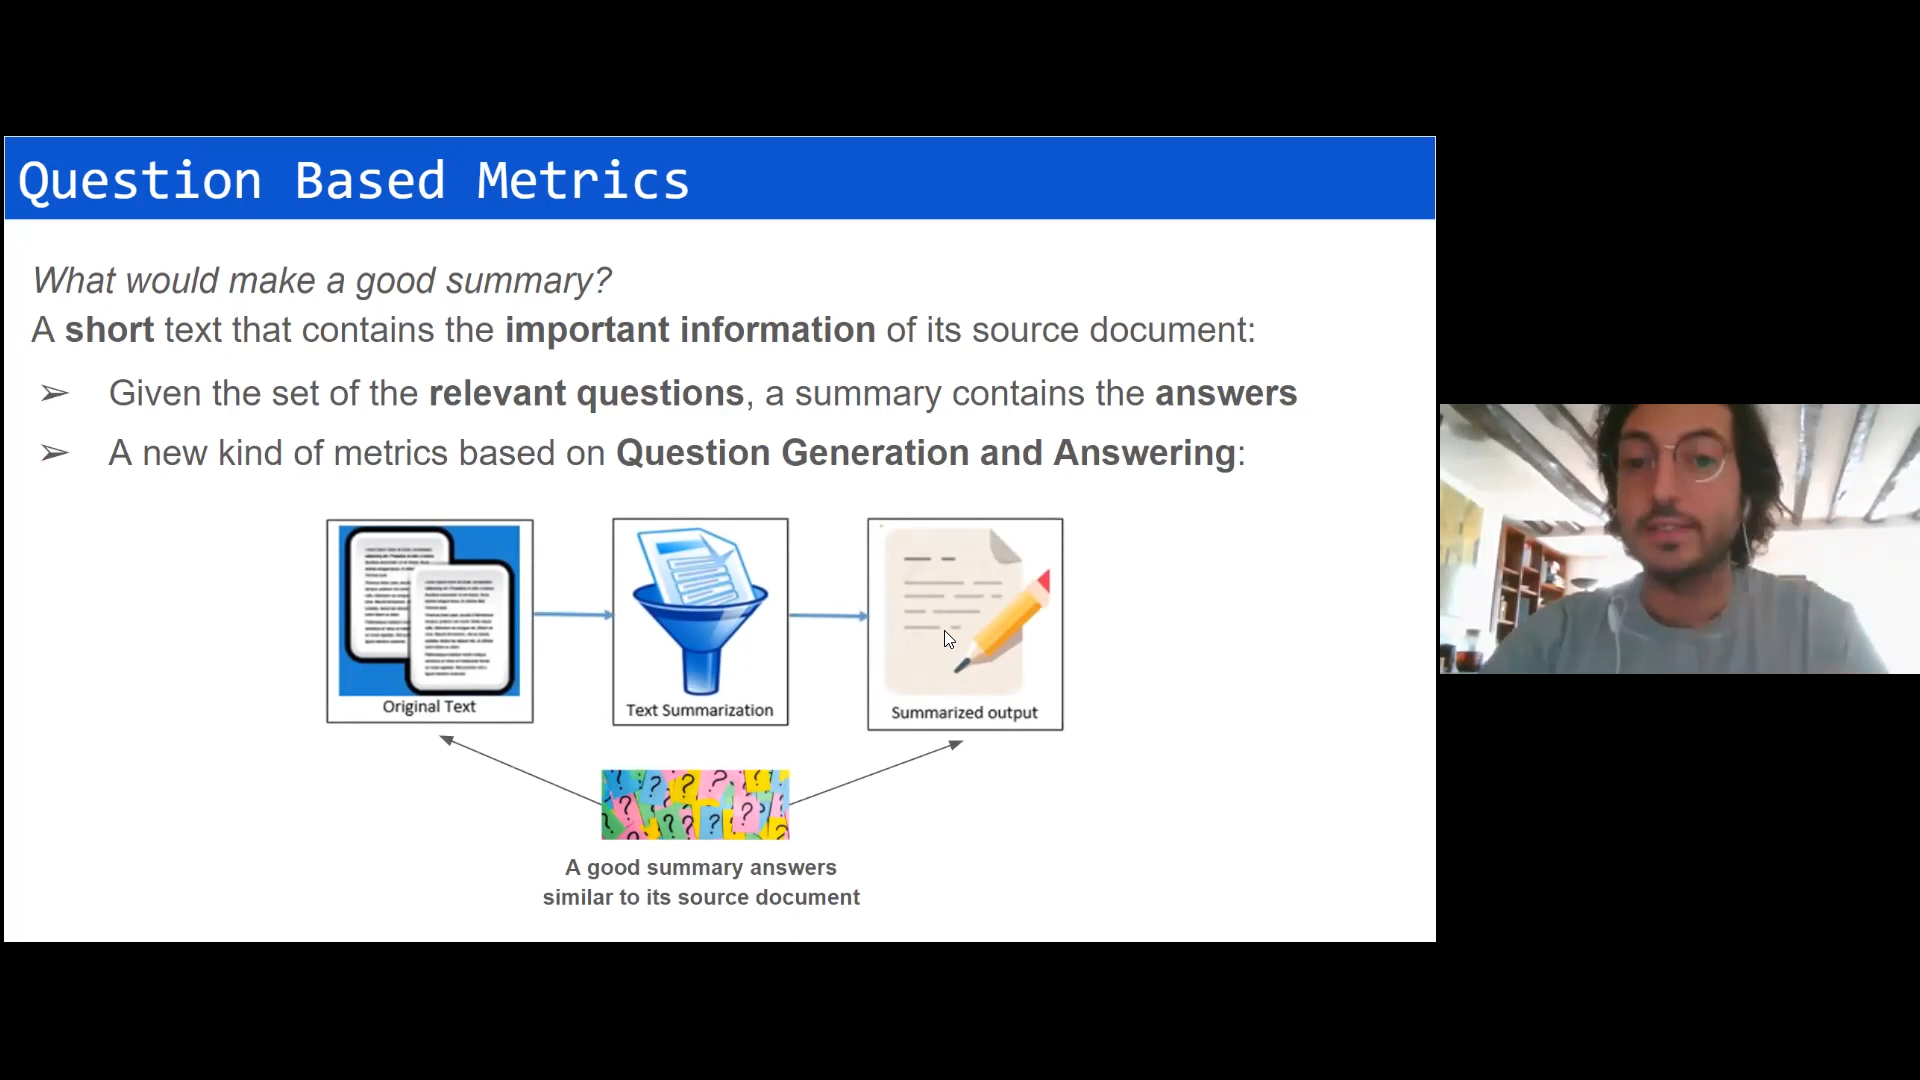 Question Based Metrics
What would make a good summary?
A short text that contains the important information of its source document:
➢ Given the set of the relevant questions, a summary contains the answers
➢ A new kind of metrics based on Question Generation and Answering:
Original Text
Text Summarization
Summarized output
A good summary answers
similar to its source document